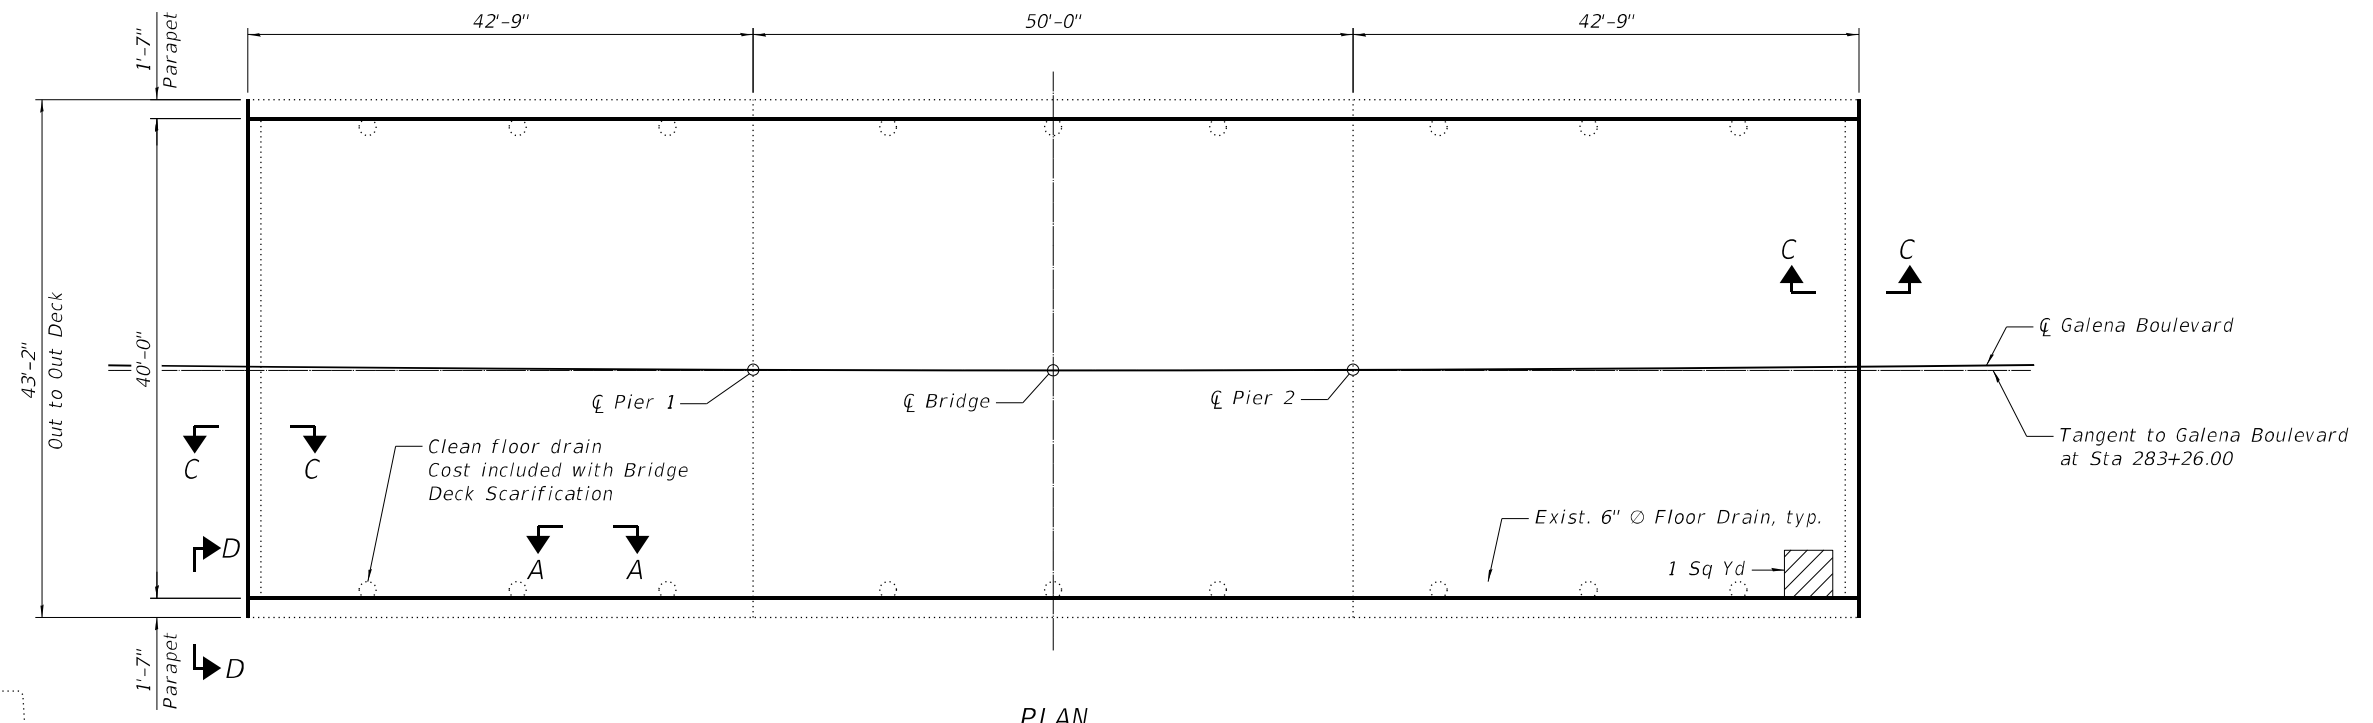 42'-9"
50'-0"
42'-9"
1'-7"
Parapet
43'-2"
Out to Out Deck
40'-0"
C
C
℄ Galena Boulevard
℄ Pier 1
℄ Bridge
℄ Pier 2
Tangent to Galena Boulevard
at Sta 283+26.00
C
C
Clean floor drain
Cost included with Bridge
Deck Scarification
A
A
Exist. 6" ∅ Floor Drain, typ.
1 Sq Yd
D
1'-7"
Parapet
D
PLAN